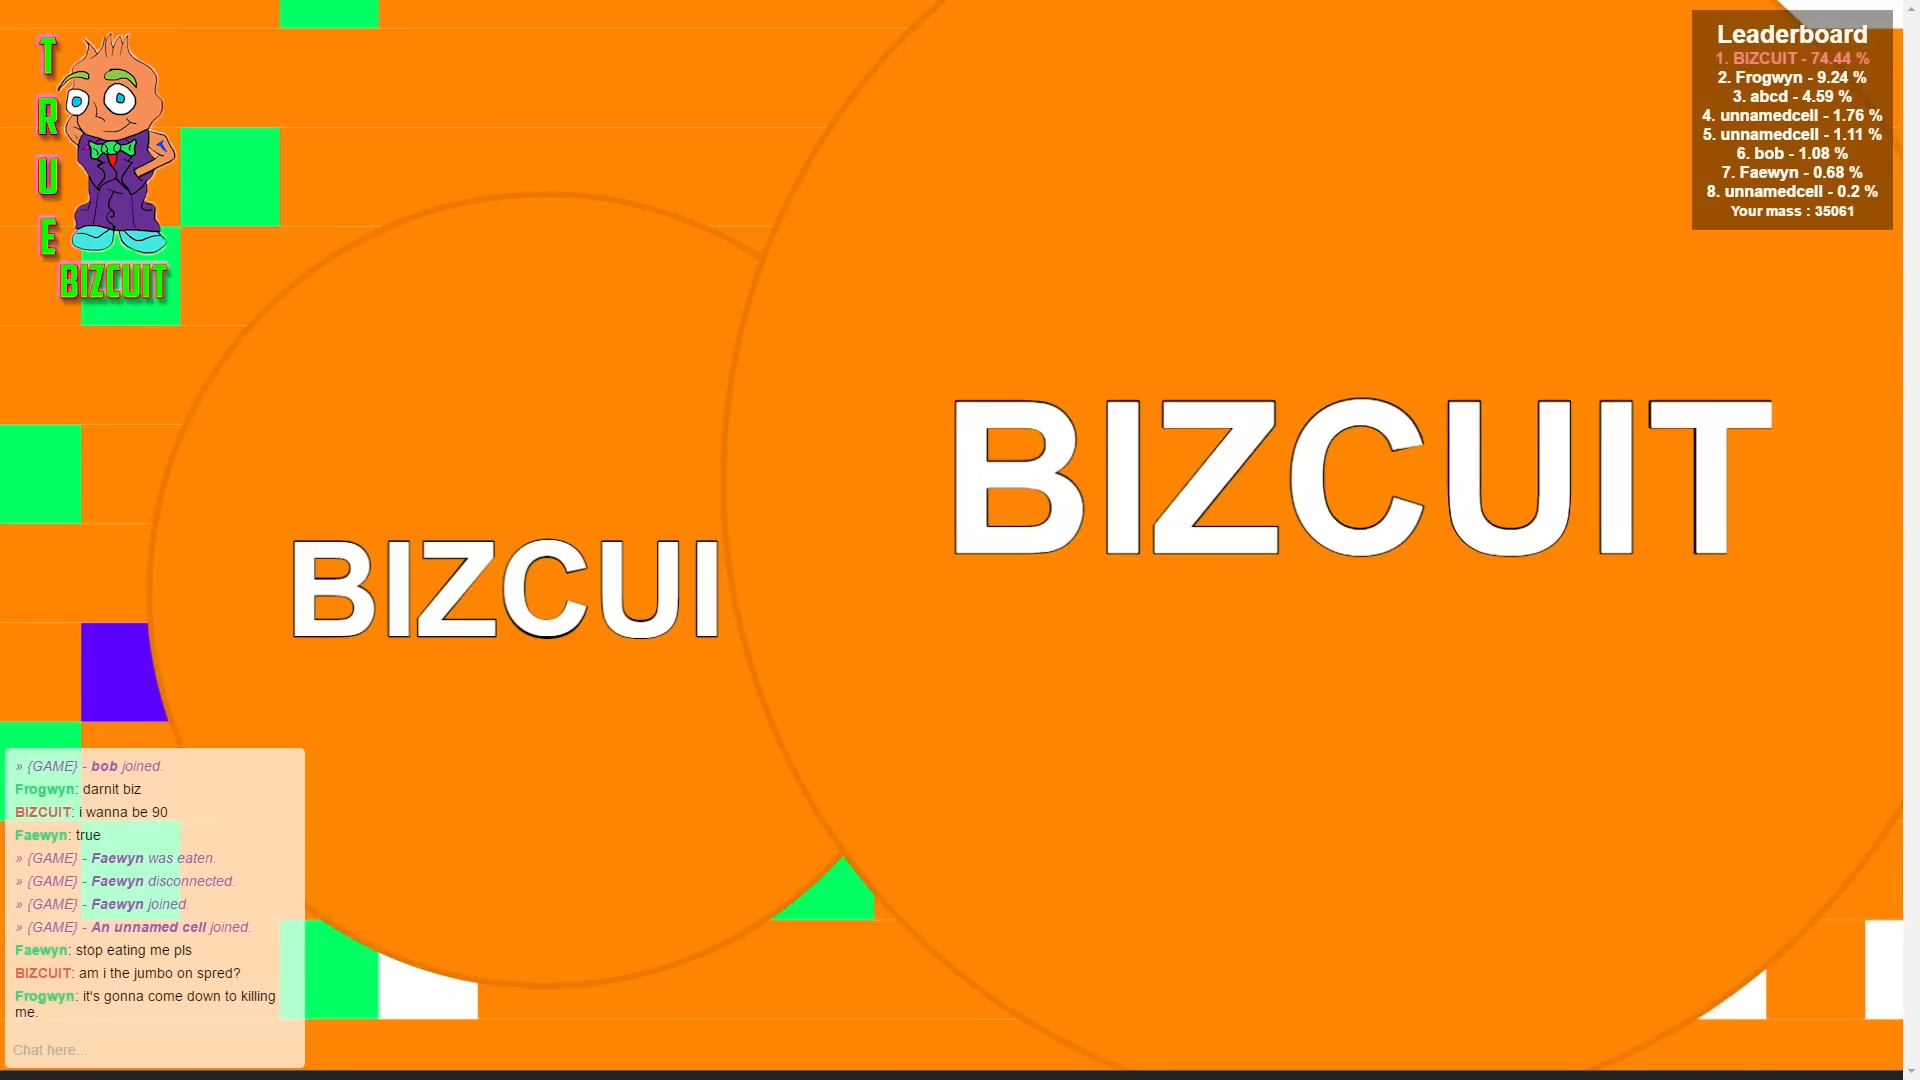 TRUE
BIZCUIT
Leaderboard
1. BIZCUIT - 74.44 %
2. Frogwyn - 9.24 %
3. abcd - 4.59 %
4. unnamedcell - 1.76 %
5. unnamedcell - 1.11 %
6. bob - 1.08 %
7. Faewyn - 0.68 %
8. unnamedcell - 0.2 %
Your mass : 35061
BIZCUIT
BIZCUI
» {GAME} - bob joined.
Frogwyn: darnit biz
BIZCUIT: i wanna be 90
Faewyn: true
» {GAME} - Faewyn was eaten.
» {GAME} - Faewyn disconnected.
» {GAME} - Faewyn joined.
» {GAME} - An unnamed cell joined.
Faewyn: stop eating me pls
BIZCUIT: am i the jumbo on spred?
Frogwyn: it's gonna come down to killing
me.
Chat here...